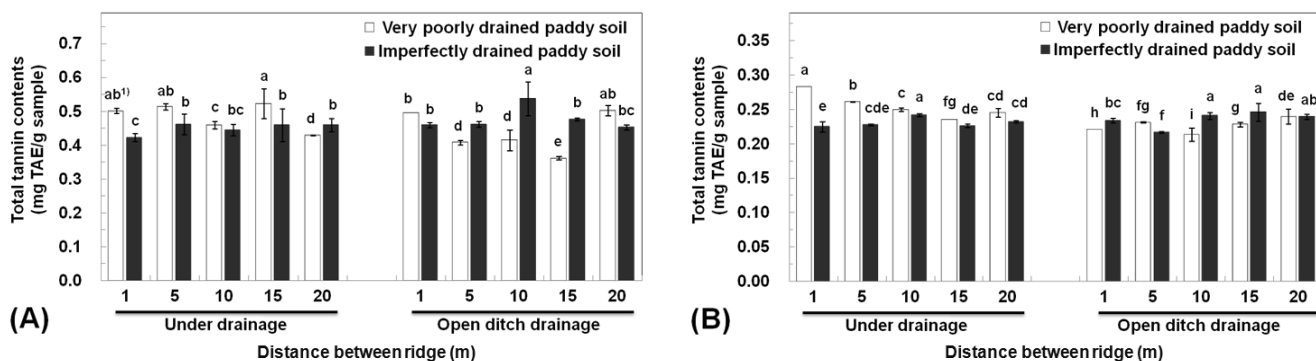 Total tannin contents
(mg TAE/g sample)
0.7
0.6
0.5
0.4
0.3
0.2
0.1
0.0
Very poorly drained paddy soil
Imperfectly drained paddy soil
ab¹⁾ c ab b c bc a b d b
b b d b d a e b ab bc
1 5 10 15 20 1 5 10 15 20
Under drainage Open ditch drainage
Distance between ridge (m)
(A)
Total tannin contents
(mg TAE/g sample)
0.35
0.30
0.25
0.20
0.15
0.10
0.05
0.00
Very poorly drained paddy soil
Imperfectly drained paddy soil
a e b cde c a fg de cd cd
h bc fg f i a g a de ab
1 5 10 15 20 1 5 10 15 20
Under drainage Open ditch drainage
Distance between ridge (m)
(B)